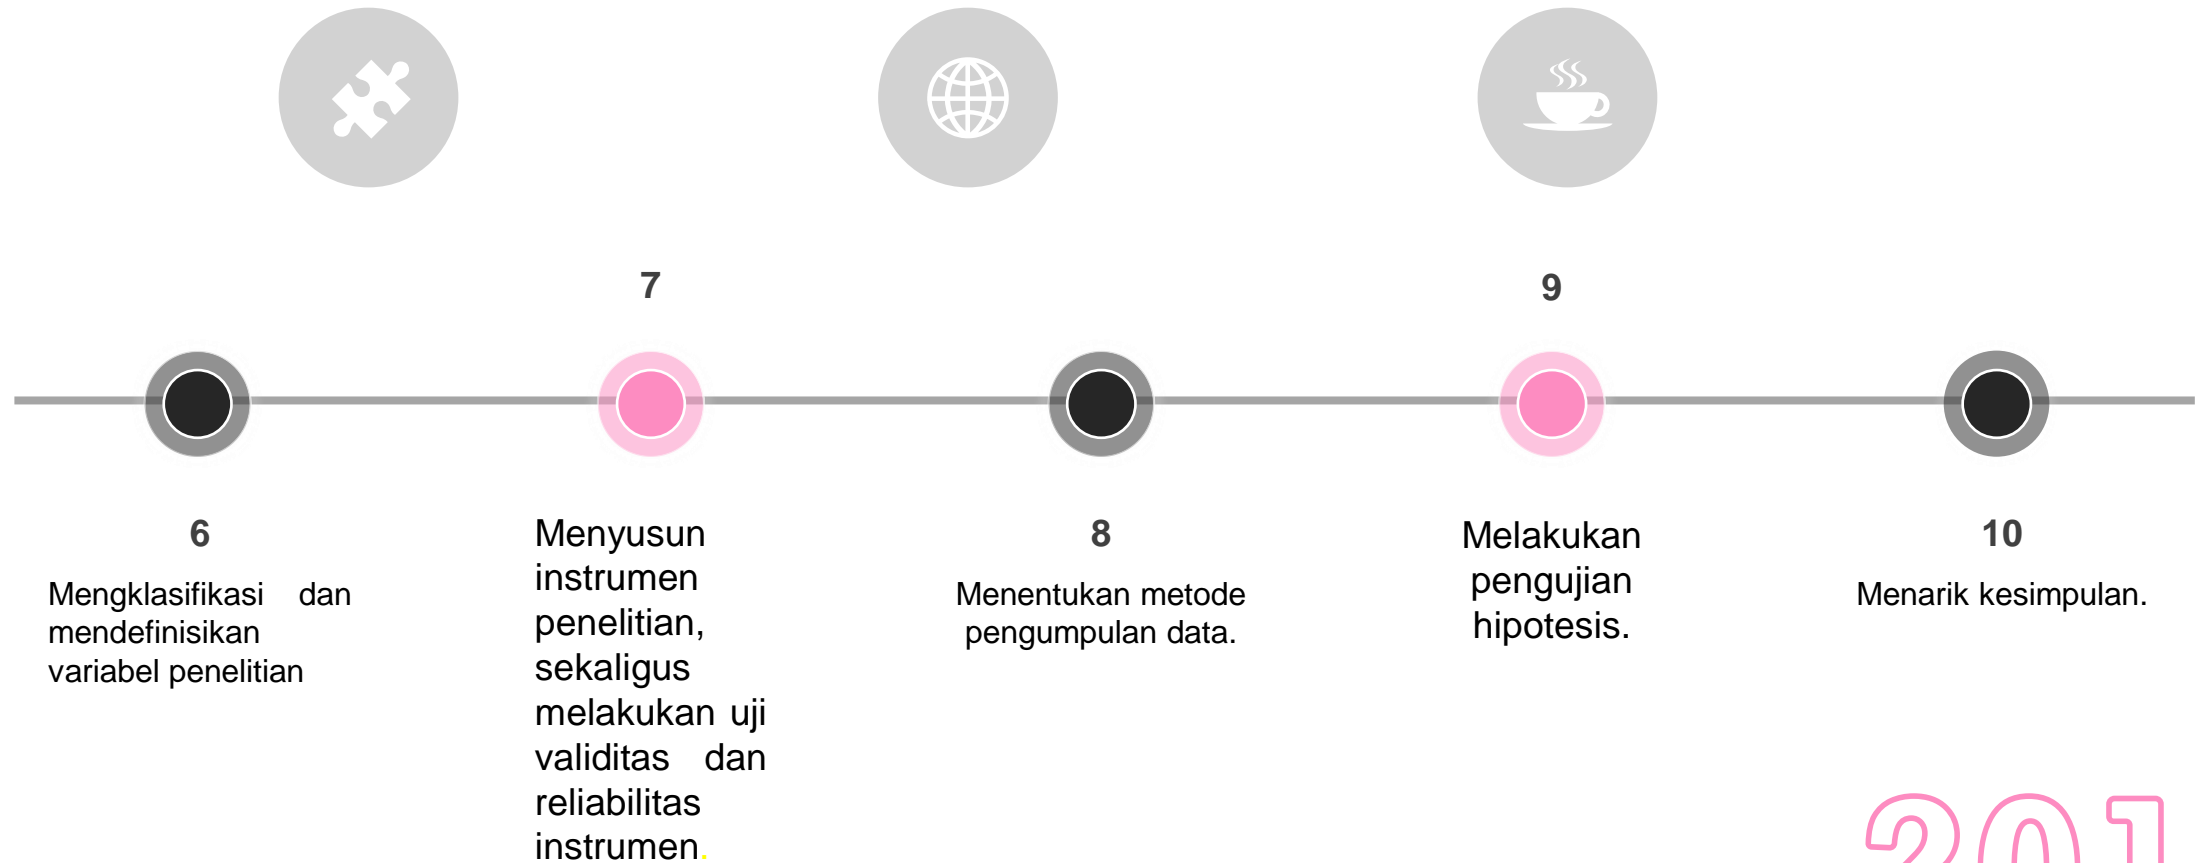 6
Mengklasifikasi dan
mendefinisikan
variabel penelitian
7
Menyusun
instrumen
penelitian,
sekaligus
melakukan uji
validitas dan
reliabilitas
instrumen.
8
Menentukan metode
pengumpulan data.
9
Melakukan
pengujian
hipotesis.
10
Menarik kesimpulan.
201